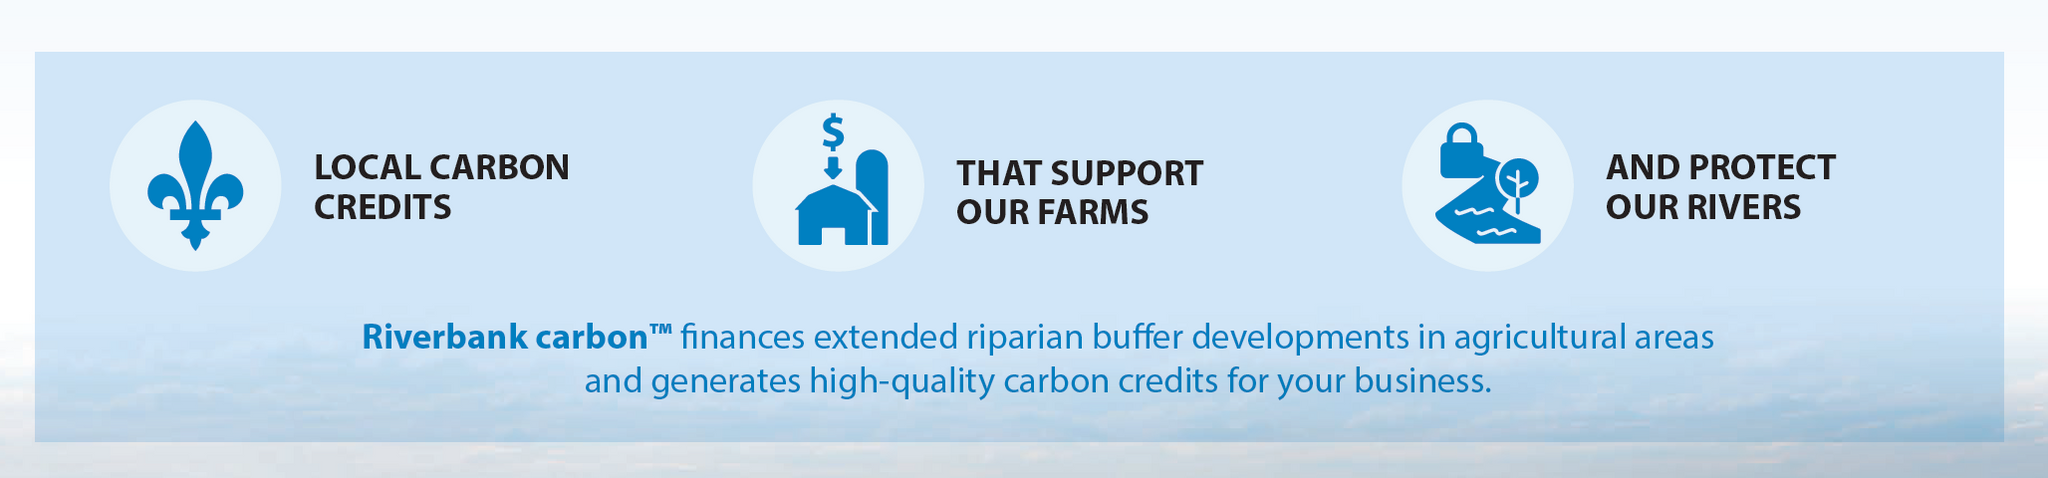 LOCAL CARBON
CREDITS
$
THAT SUPPORT
OUR FARMS
AND PROTECT
OUR RIVERS
Riverbank carbon™ finances extended riparian buffer developments in agricultural areas
and generates high-quality carbon credits for your business.